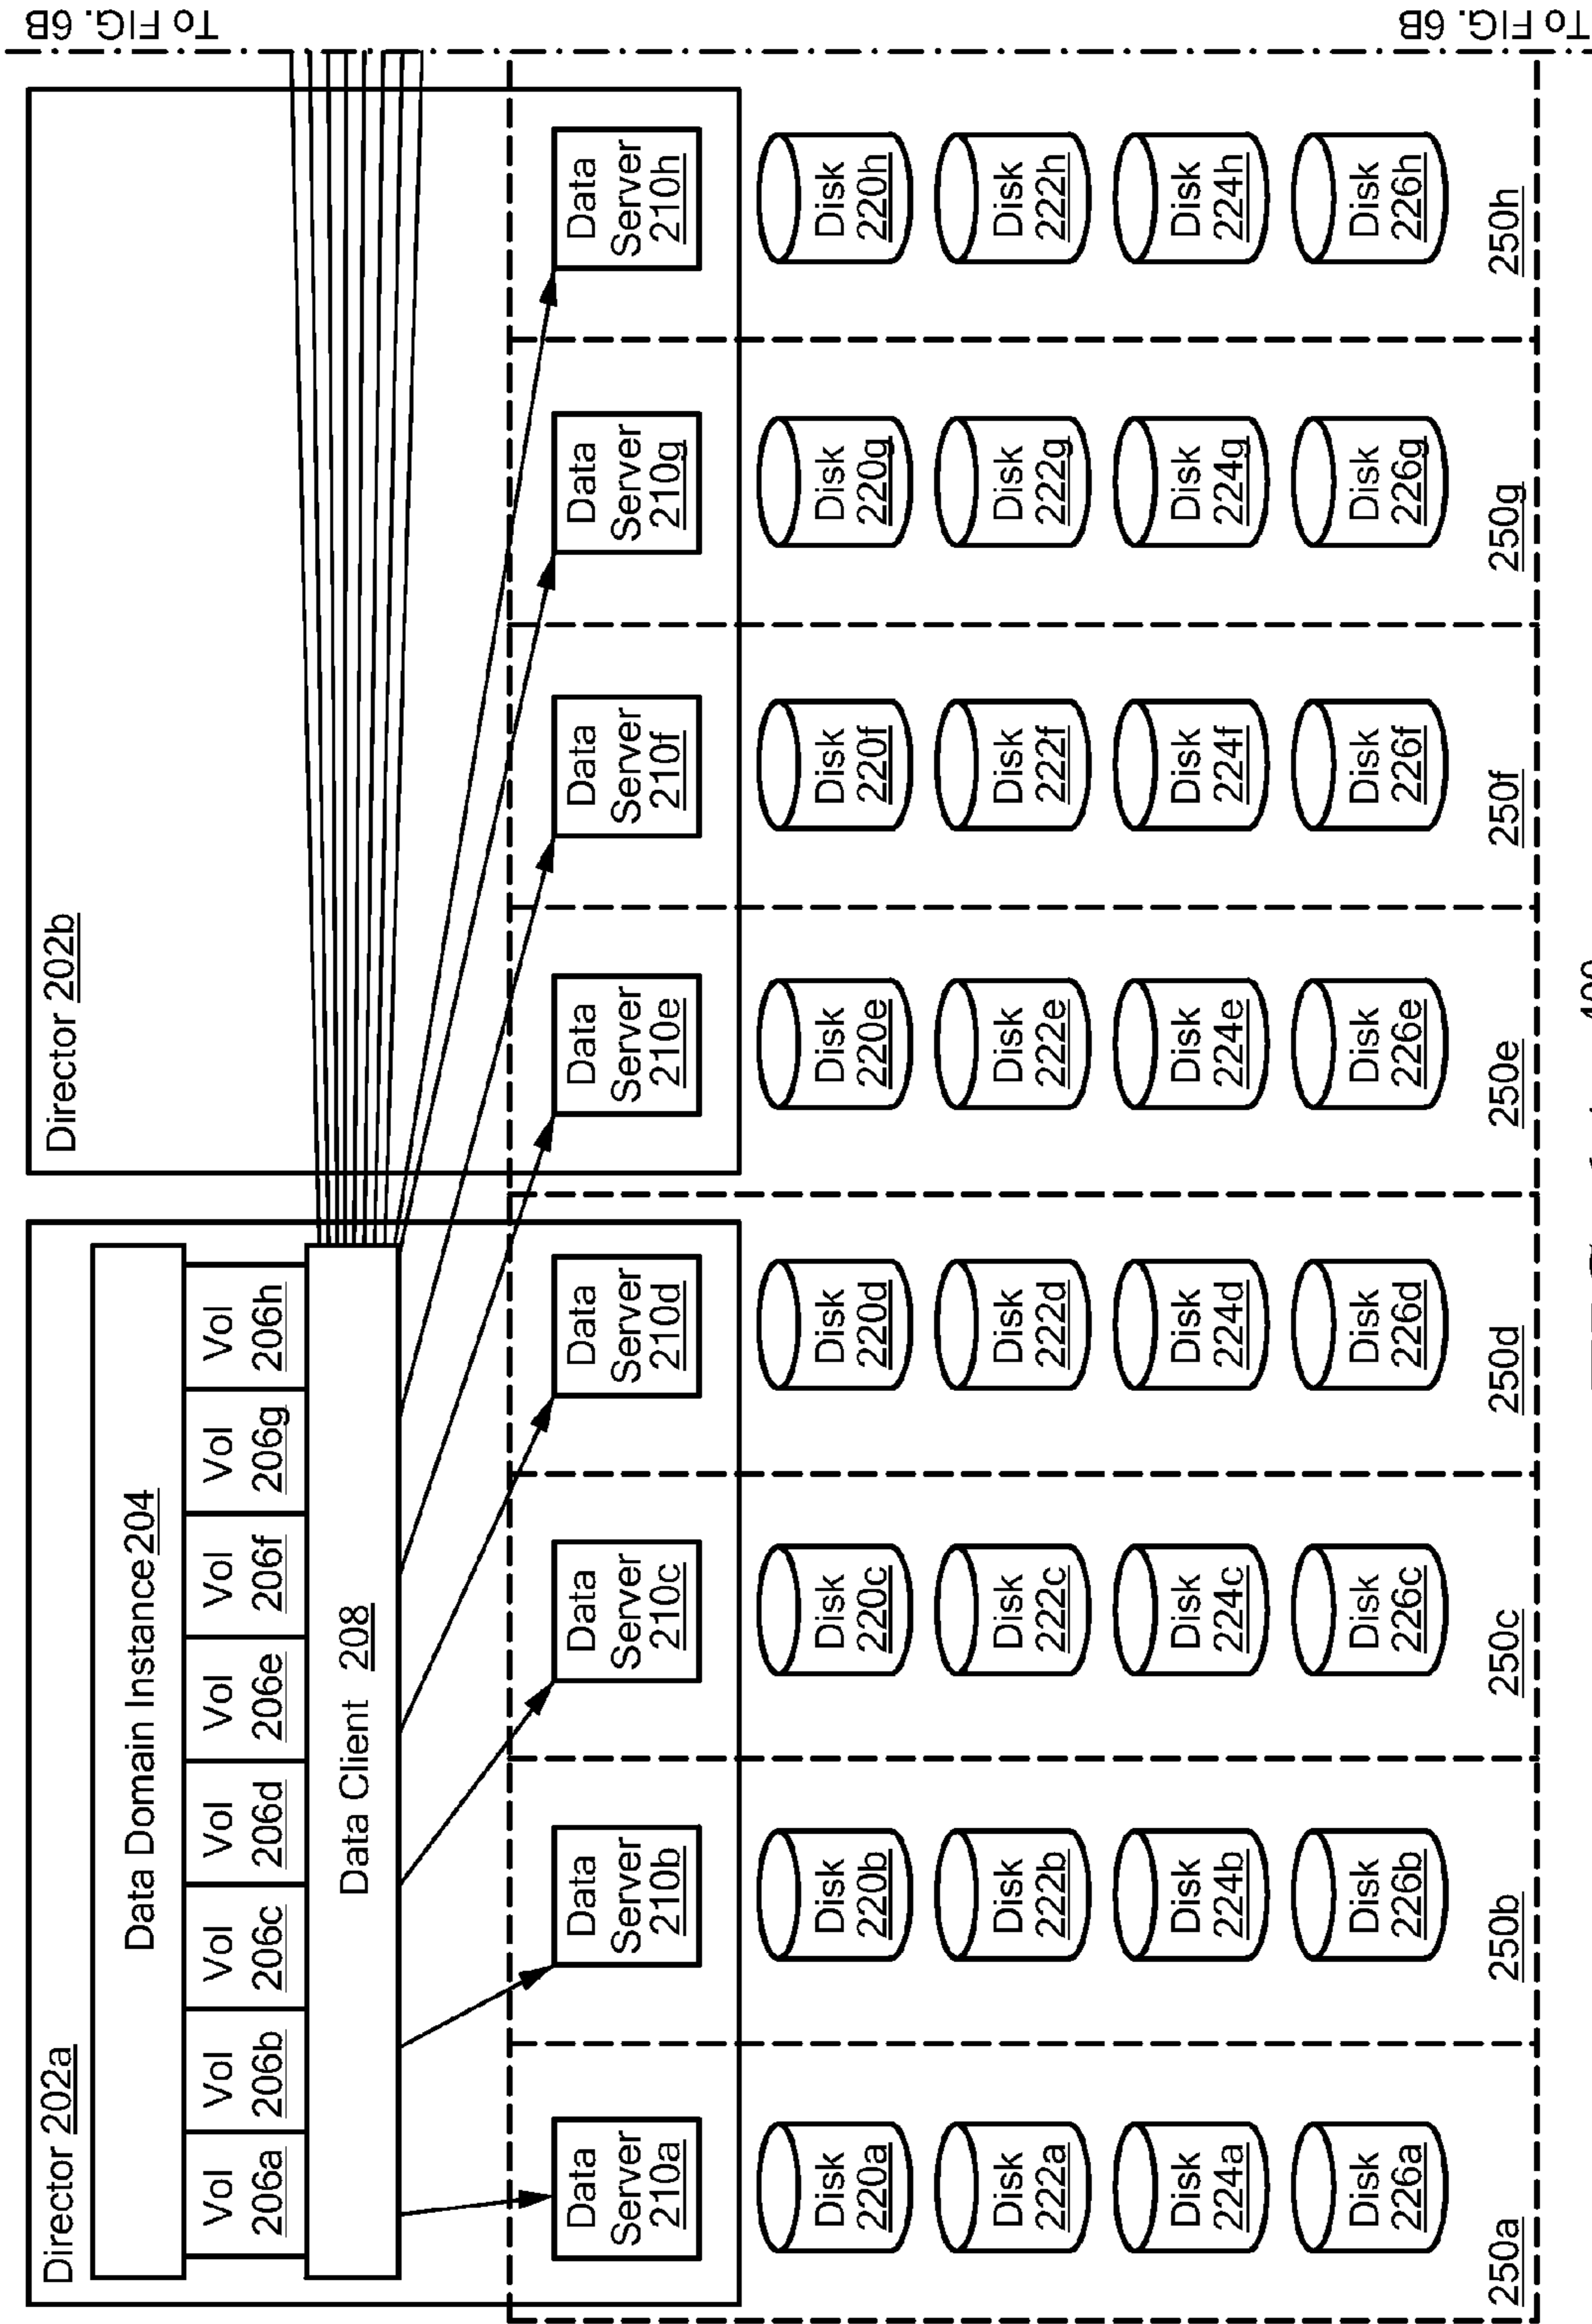 Director 202a
Director 202b
Data Domain Instance204
Vol
206a
Vol
206b
Vol
206c
Vol
206d
Vol
206e
Vol
206f
Vol
206g
Vol
206h
Data Client 208
To FIG. 6B
Data
Server
210a
Data
Server
210b
Data
Server
210c
Data
Server
210d
Data
Server
210e
Data
Server
210f
Data
Server
210g
Data
Server
210h
Disk
220a
Disk
220b
Disk
220c
Disk
220d
Disk
220e
Disk
220f
Disk
220g
Disk
220h
Disk
222a
Disk
222b
Disk
222c
Disk
222d
Disk
222e
Disk
222f
Disk
222g
Disk
222h
Disk
224a
Disk
224b
Disk
224c
Disk
224d
Disk
224e
Disk
224f
Disk
224g
Disk
224h
Disk
226a
Disk
226b
Disk
226c
Disk
226d
Disk
226e
Disk
226f
Disk
226g
Disk
226h
250a
250b
250c
250d
250e
250f
250g
250h
To FIG. 6B